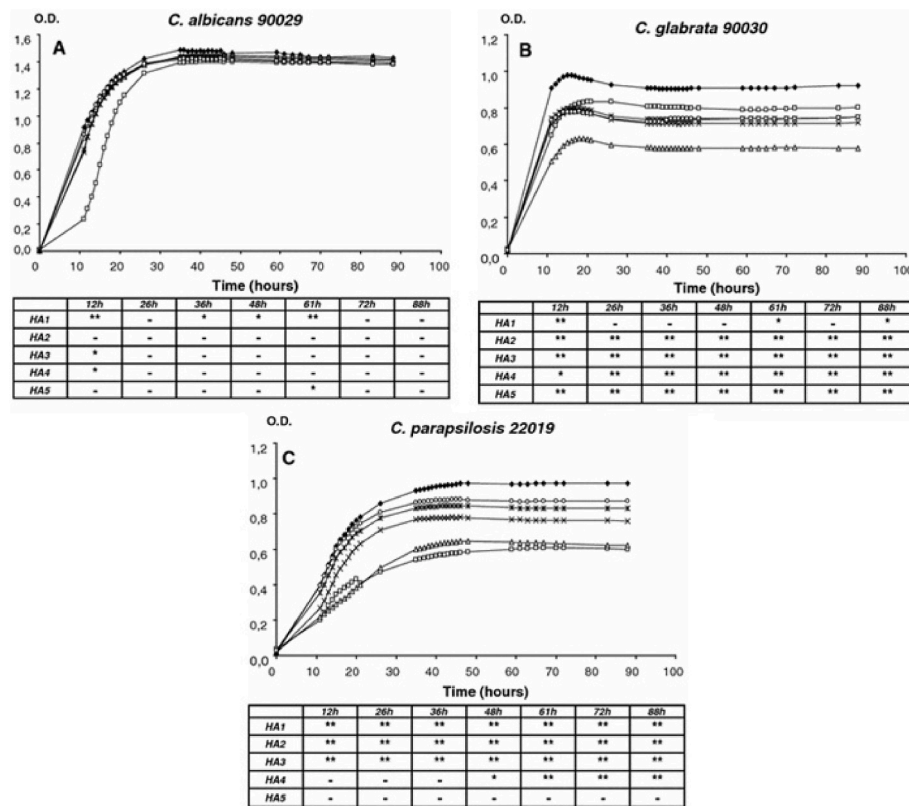 O.D.
C. albicans 90029
A
1,6
1,4
1,2
1,0
0,8
0,6
0,4
0,2
0,0
0 10 20 30 40 50 60 70 80 90 100
Time (hours)
12h 26h 36h 48h 61h 72h 88h
HA1 ** - * * ** - -
HA2 - - - - - - -
HA3 * - - - - - -
HA4 * - - - - - -
HA5 - - - - * - -
O.D.
C. glabrata 90030
B
1,2
1,0
0,8
0,6
0,4
0,2
0,0
0 10 20 30 40 50 60 70 80 90 100
Time (hours)
12h 26h 36h 48h 61h 72h 88h
HA1 ** - - - * - *
HA2 ** ** ** ** ** ** **
HA3 ** ** ** ** ** ** **
HA4 * ** ** ** ** ** **
HA5 ** ** ** ** ** ** **
O.D.
C. parapsilosis 22019
C
1,2
1,0
0,8
0,6
0,4
0,2
0,0
0 10 20 30 40 50 60 70 80 90 100
Time (hours)
12h 26h 36h 48h 61h 72h 88h
HA1 ** ** ** ** ** ** **
HA2 ** ** ** ** ** ** **
HA3 ** ** ** ** ** ** **
HA4 - - - * ** ** **
HA5 - - - - - - -